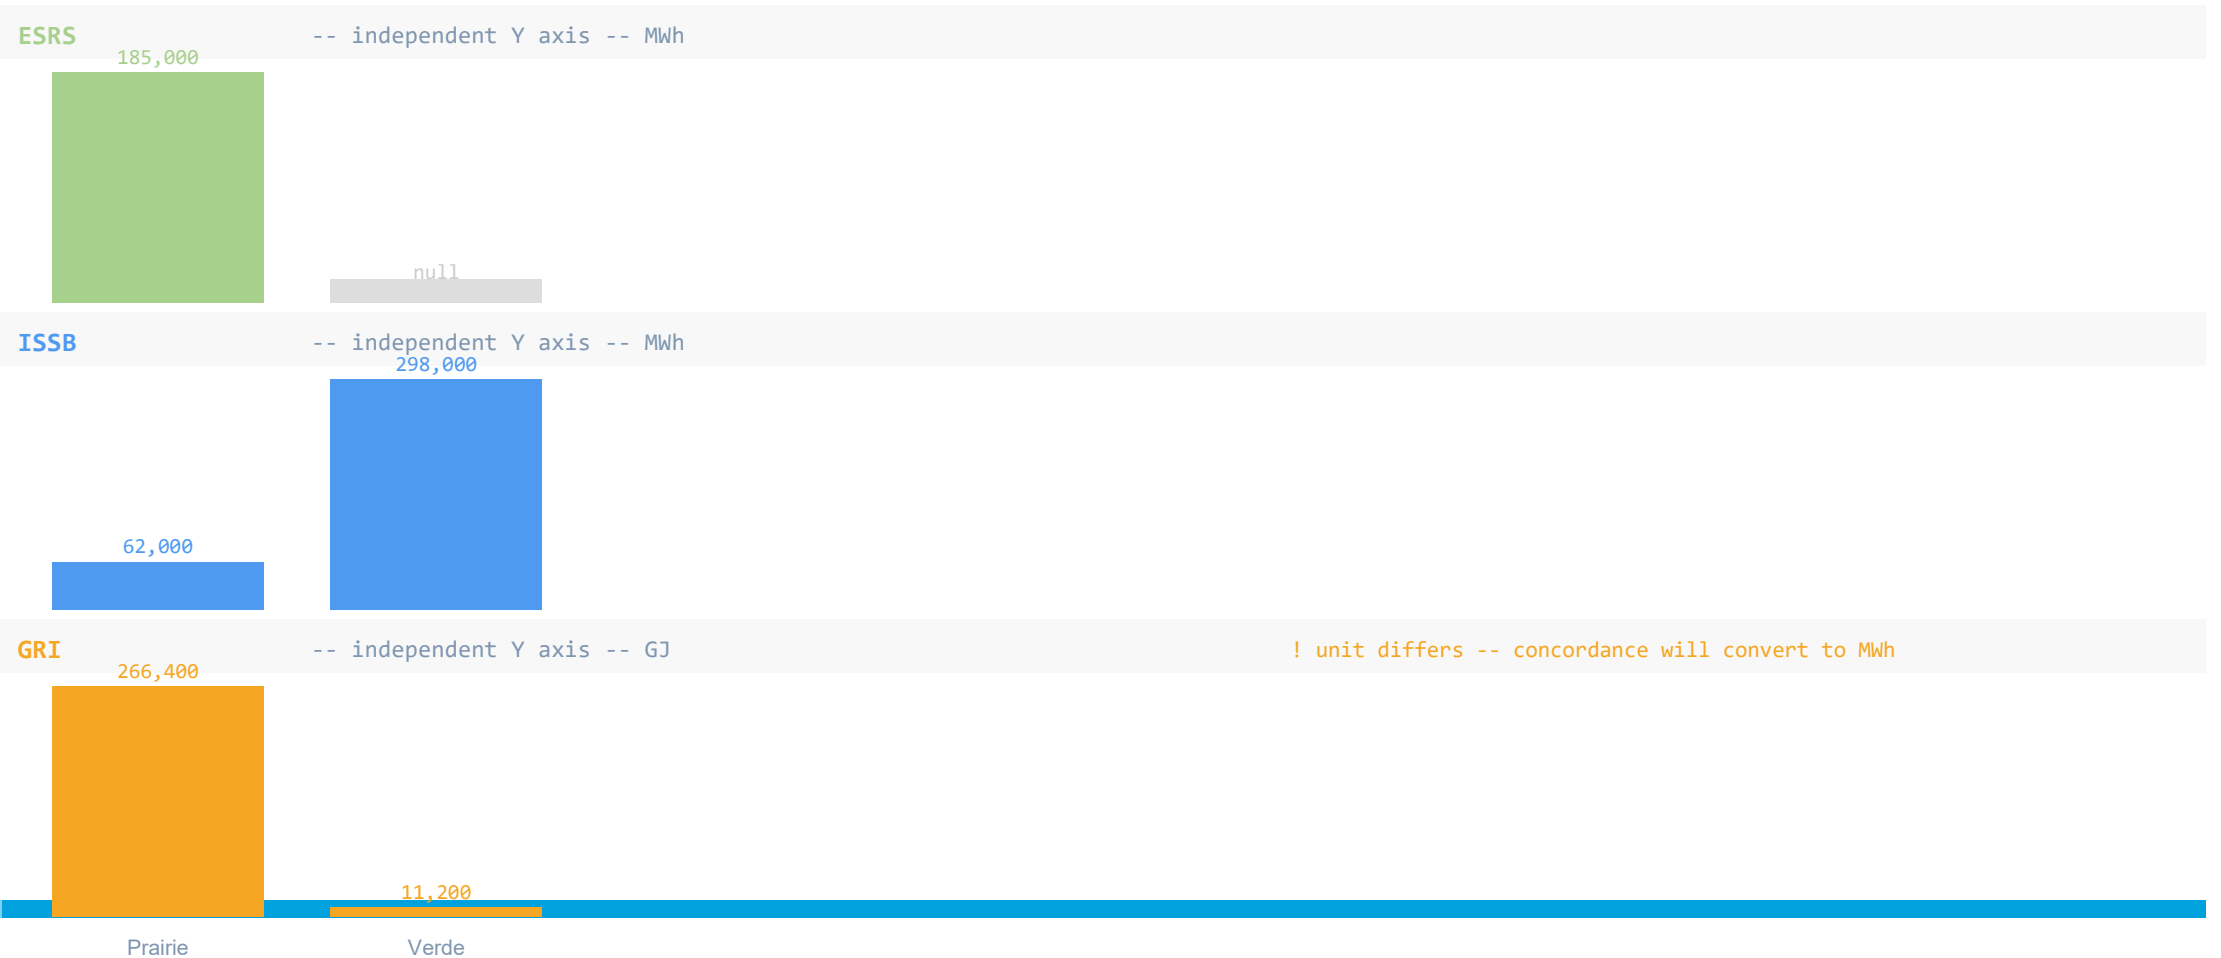 ESRS -- independent Y axis -- MWh
185,000
null
ISSB -- independent Y axis -- MWh
298,000
62,000
GRI -- independent Y axis -- GJ ! unit differs -- concordance will convert to MWh
266,400
11,200
Prairie Verde